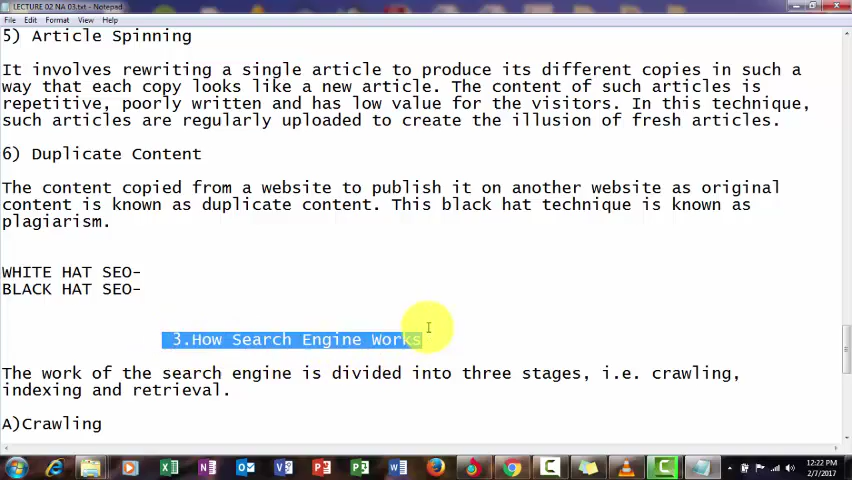 LECTURE 02 NA 03.txt - Notepad
File Edit Format View Help
5) Article Spinning
It involves rewriting a single article to produce its different copies in such a
way that each copy looks like a new article. The content of such articles is
repetitive, poorly written and has low value for the visitors. In this technique,
such articles are regularly uploaded to create the illusion of fresh articles.
6) Duplicate Content
The content copied from a website to publish it on another website as original
content is known as duplicate content. This black hat technique is known as
plagiarism.
WHITE HAT SEO-
BLACK HAT SEO-
3.How Search Engine Works
The work of the search engine is divided into three stages, i.e. crawling,
indexing and retrieval.
A)Crawling
12:22 PM
2/7/2017